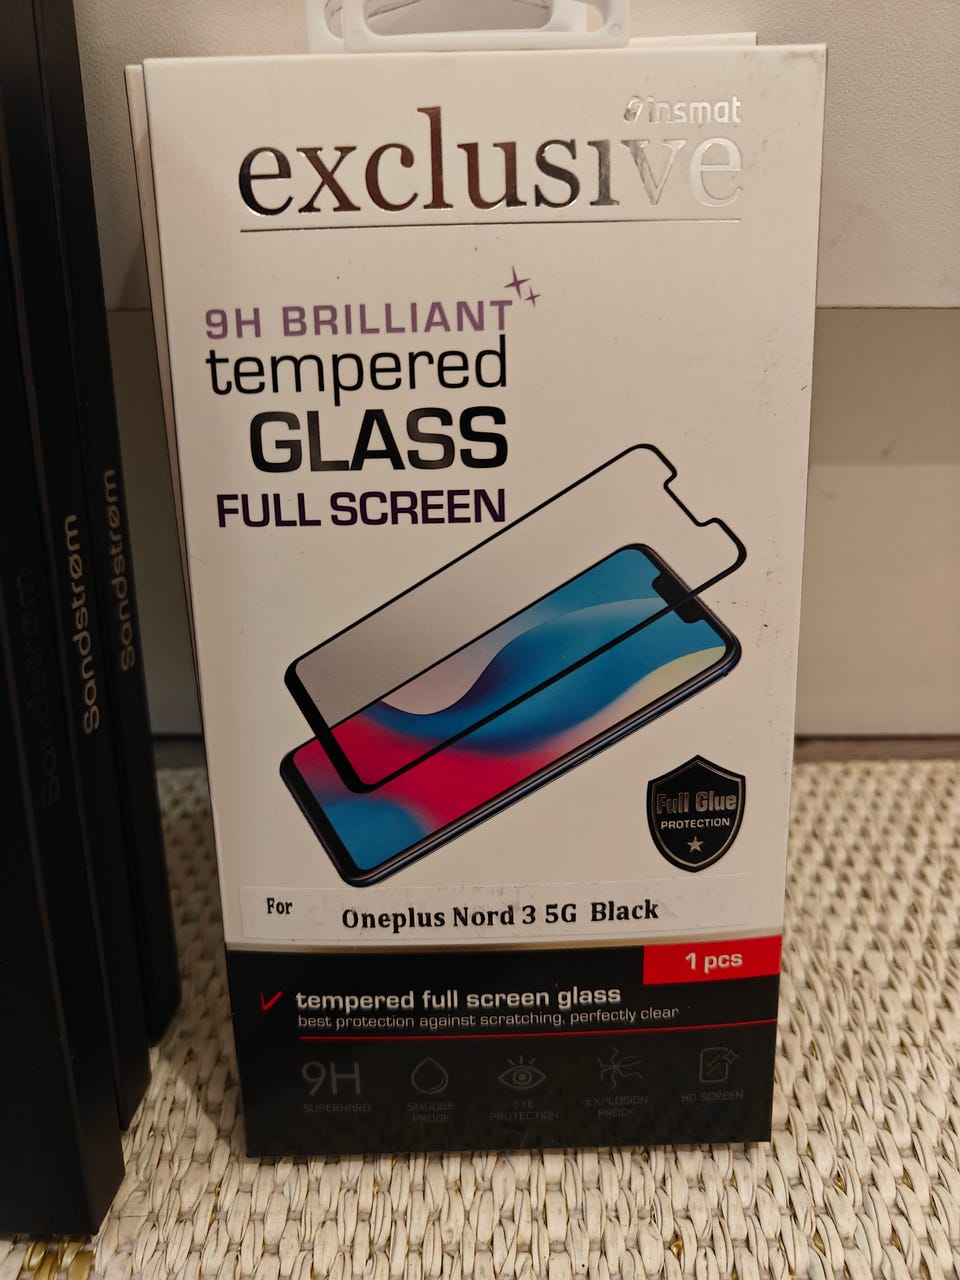 insmat
exclusive
9H BRILLIANT
tempered
GLASS
FULL SCREEN
Full Glue
PROTECTION
For
Oneplus Nord 3 5G Black
1 pcs
tempered full screen glass
best protection against scratching, perfectly clear
9H
SUPERHARD
SMUDGE
PROOF
EYE
PROTECTION
EXPLOSION
PROOF
HD SCREEN
Sandstrøm
Sandstrøm
Sandstrøm